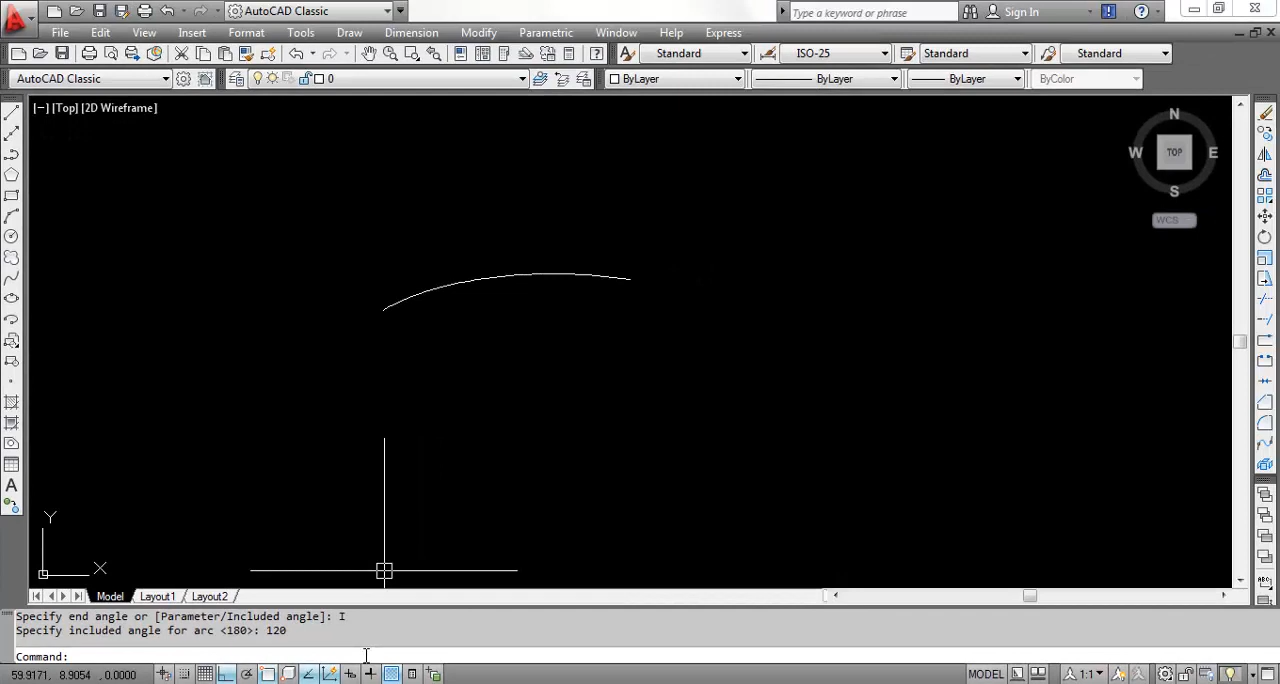 AutoCAD Classic
Type a keyword or phrase
Sign In
File Edit View Insert Format Tools Draw Dimension Modify Parametric Window Help Express
Standard ISO-25 Standard Standard
AutoCAD Classic 0 ByLayer ByLayer ByLayer ByColor
[−] [Top] [2D Wireframe]
N
W TOP E
S
WCS
Y
X
Model Layout1 Layout2
Specify end angle or [Parameter/Included angle]: I
Specify included angle for arc <180>: 120
Command:
59.9171, 8.9054 , 0.0000 MODEL 1:1